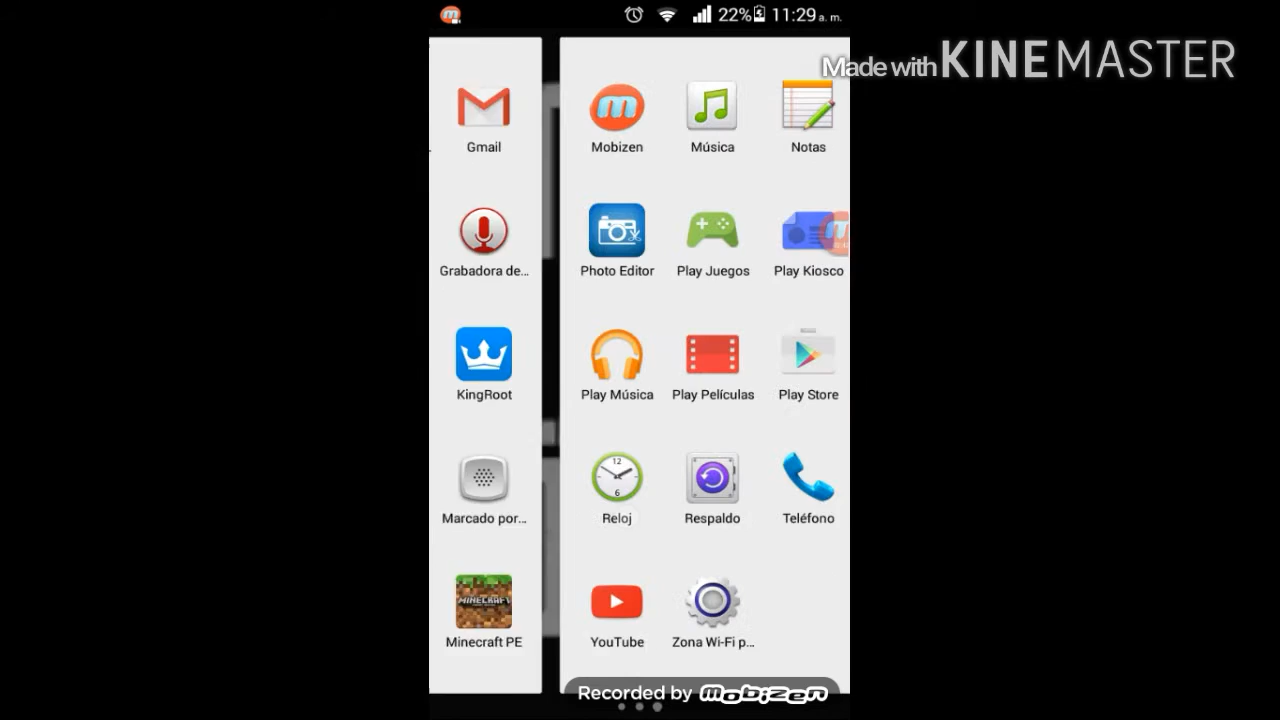 22% 11:29 a. m.
Made with KINEMASTER
Gmail
Mobizen
Música
Notas
Grabadora de...
Photo Editor
Play Juegos
Play Kiosco
KingRoot
Play Música
Play Películas
Play Store
Marcado por...
Reloj
Respaldo
Teléfono
MINECRAFT
Minecraft PE
YouTube
Zona Wi-Fi p...
Recorded by mobizen